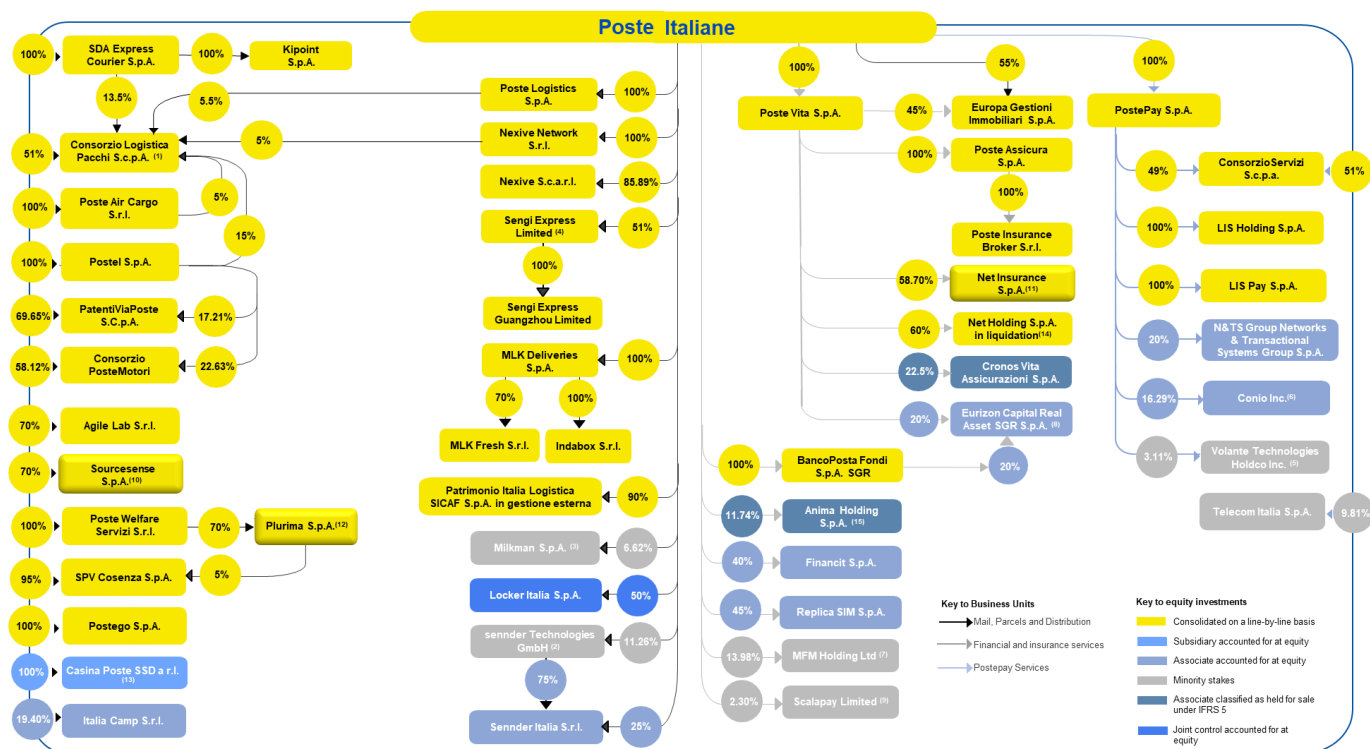 Poste Italiane
100%
SDA Express
Courier S.p.A.
100%
Kipoint
S.p.A.
13.5%
5.5%
51%
Consorzio Logistica
Pacchi S.c.p.A. (1)
5%
100%
Poste Air Cargo
S.r.l.
5%
15%
100%
Postel S.p.A.
69.65%
PatentiViaPoste
S.C.p.A.
17.21%
58.12%
Consorzio
PosteMotori
22.63%
70%
Agile Lab S.r.l.
70%
Sourcesense
S.p.A.(10)
100%
Poste Welfare
Servizi S.r.l.
70%
Plurima S.p.A.(12)
95%
SPV Cosenza S.p.A.
5%
100%
Postego S.p.A.
100%
Casina Poste SSD a r.l.
(13)
19.40%
Italia Camp S.r.l.
Poste Logistics
S.p.A.
100%
Nexive Network
S.r.l.
100%
Nexive S.c.a.r.l.
85.89%
Sengi Express
Limited (4)
51%
100%
Sengi Express
Guangzhou Limited
MLK Deliveries
S.p.A.
100%
70%
100%
MLK Fresh S.r.l.
Indabox S.r.l.
Patrimonio Italia Logistica
SICAF S.p.A. in gestione esterna
90%
Milkman S.p.A. (3)
6.62%
Locker Italia S.p.A.
50%
sennder Technologies
GmbH (2)
11.26%
75%
Sennder Italia S.r.l.
25%
100%
55%
Poste Vita S.p.A.
45%
Europa Gestioni
Immobiliari S.p.A.
100%
Poste Assicura
S.p.A.
100%
Poste Insurance
Broker S.r.l.
58.70%
Net Insurance
S.p.A.(11)
60%
Net Holding S.p.A.
in liquidation(14)
22.5%
Cronos Vita
Assicurazioni S.p.A.
20%
Eurizon Capital Real
Asset SGR S.p.A. (8)
100%
BancoPosta Fondi
S.p.A. SGR
20%
11.74%
Anima Holding
S.p.A. (15)
40%
Financit S.p.A.
45%
Replica SIM S.p.A.
13.98%
MFM Holding Ltd (7)
2.30%
Scalapay Limited (9)
100%
PostePay S.p.A.
49%
Consorzio Servizi
S.c.p.a.
51%
100%
LIS Holding S.p.A.
100%
LIS Pay S.p.A.
20%
N&TS Group Networks
& Transactional
Systems Group S.p.A.
16.29%
Conio Inc.(6)
3.11%
Volante Technologies
Holdco Inc. (5)
Telecom Italia S.p.A.
9.81%
Key to Business Units
Mail, Parcels and Distribution
Financial and insurance services
Postepay Services
Key to equity investments
Consolidated on a line-by-line basis
Subsidiary accounted for at equity
Associate accounted for at equity
Minority stakes
Associate classified as held for sale
under IFRS 5
Joint control accounted for at
equity